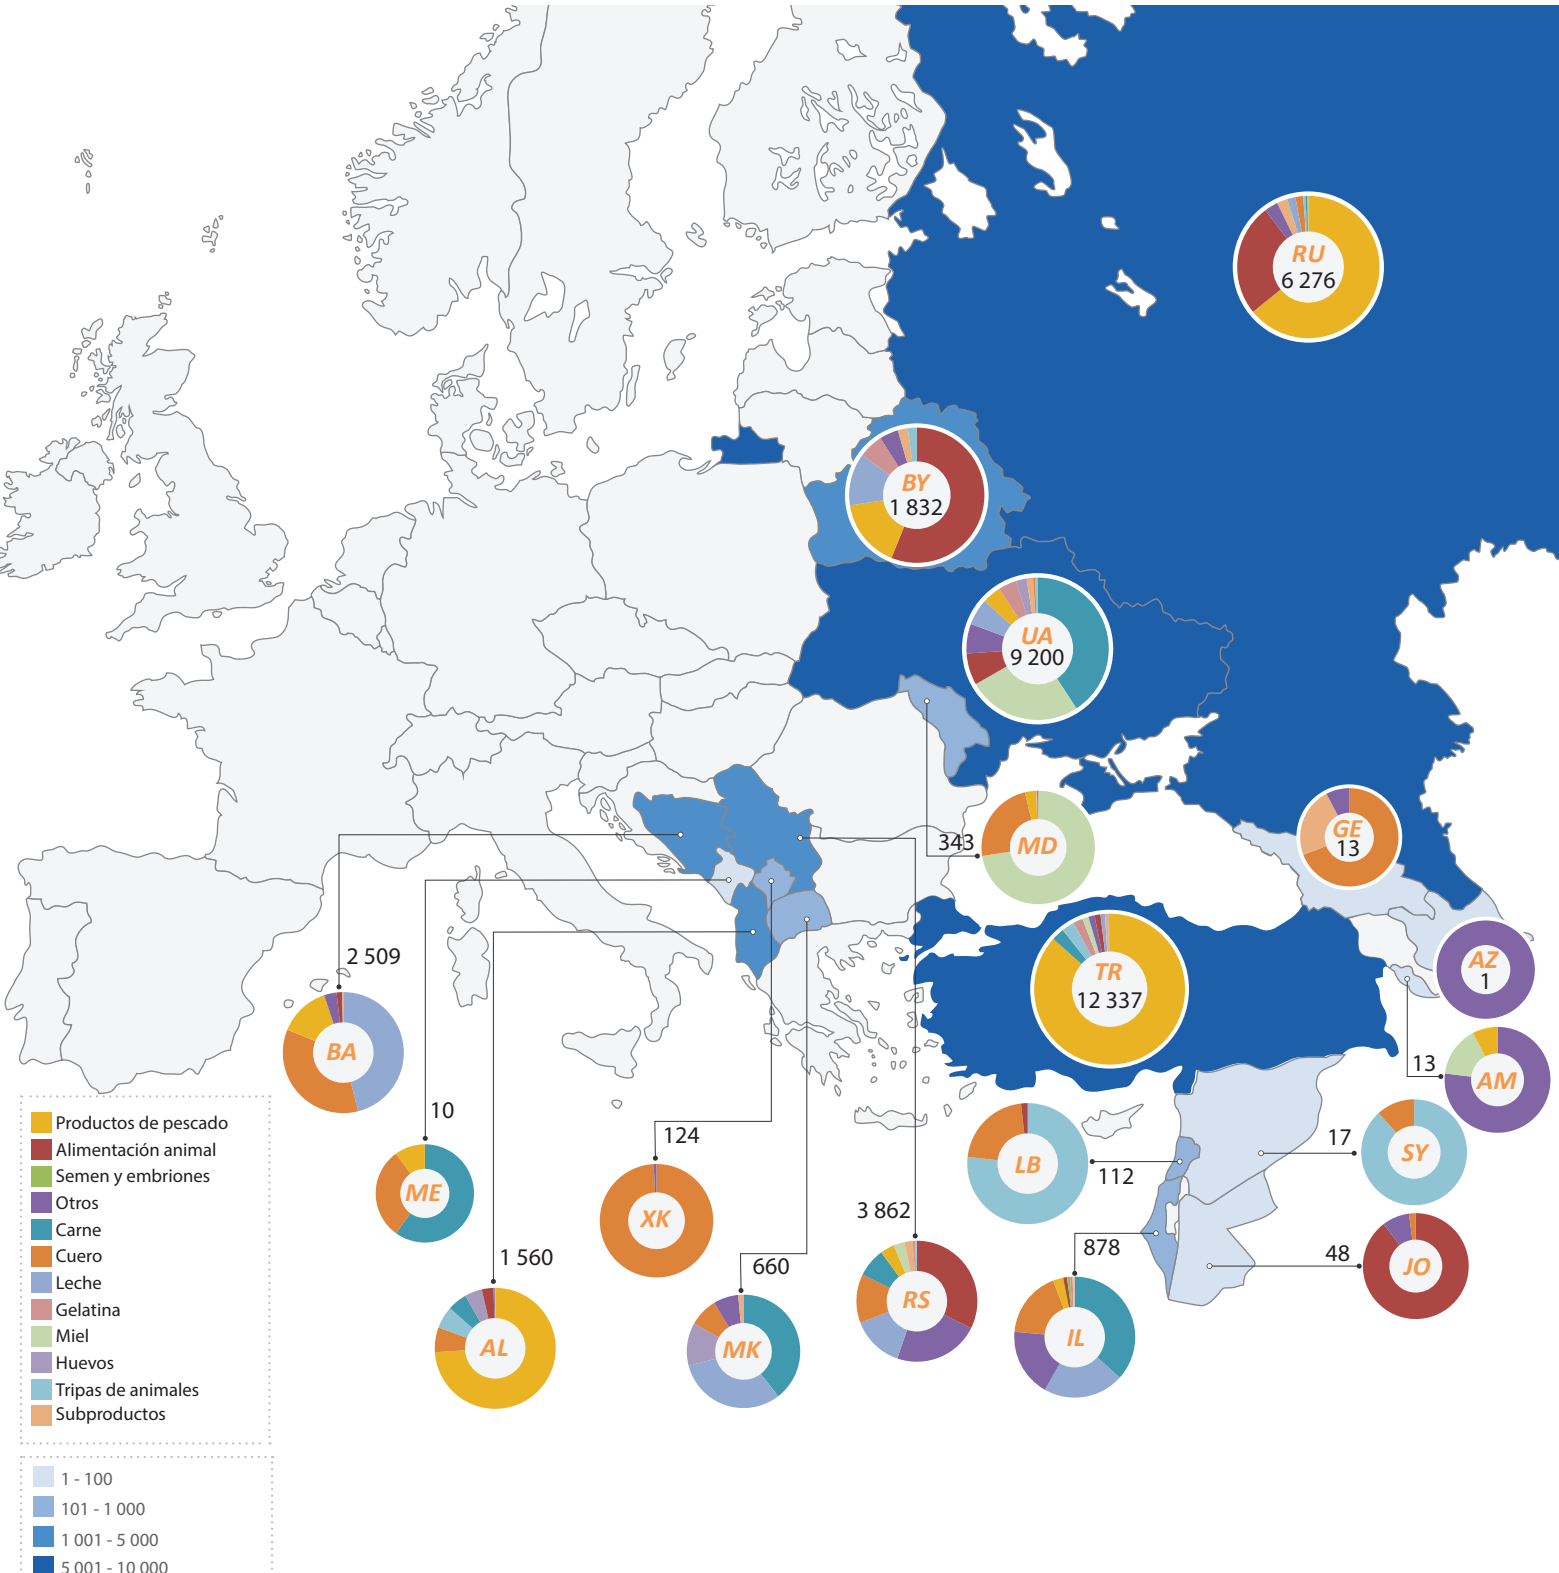 RU
6 276
BY
1 832
UA
9 200
343
MD
GE
13
2 509
BA
TR
12 337
AZ
1
13
AM
10
ME
124
XK
LB
112
17
SY
1 560
AL
660
MK
3 862
RS
878
IL
48
JO
Productos de pescado
Alimentación animal
Semen y embriones
Otros
Carne
Cuero
Leche
Gelatina
Miel
Huevos
Tripas de animales
Subproductos
1 - 100
101 - 1 000
1 001 - 5 000
5 001 - 10 000